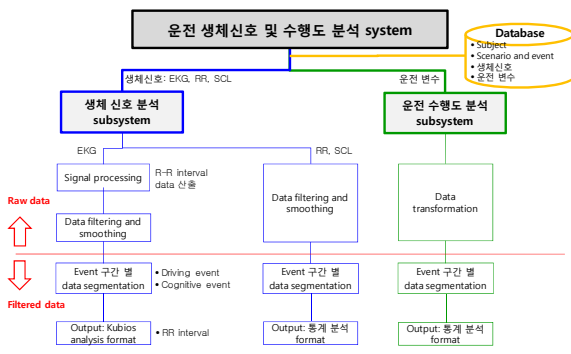 운전 생체신호 및 수행도 분석 system
Database
• Subject
• Scenario and event
• 생체신호
• 운전 변수
생체신호: EKG, RR, SCL
운전 변수
생체 신호 분석
subsystem
운전 수행도 분석
subsystem
EKG
RR, SCL
Signal processing
R-R interval
data 산출
Data filtering and
smoothing
Data filtering and
smoothing
Data
transformation
Raw data
Filtered data
Event 구간 별
data segmentation
• Driving event
• Cognitive event
Event 구간 별
data segmentation
Event 구간 별
data segmentation
Output: Kubios
analysis format
• RR interval
Output: 통계 분석
format
Output: 통계 분석
format